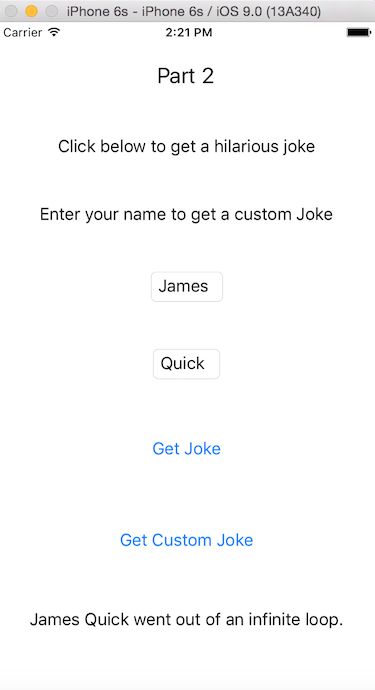 iPhone 6s - iPhone 6s / iOS 9.0 (13A340)
Carrier 2:21 PM
Part 2
Click below to get a hilarious joke
Enter your name to get a custom Joke
James
Quick
Get Joke
Get Custom Joke
James Quick went out of an infinite loop.